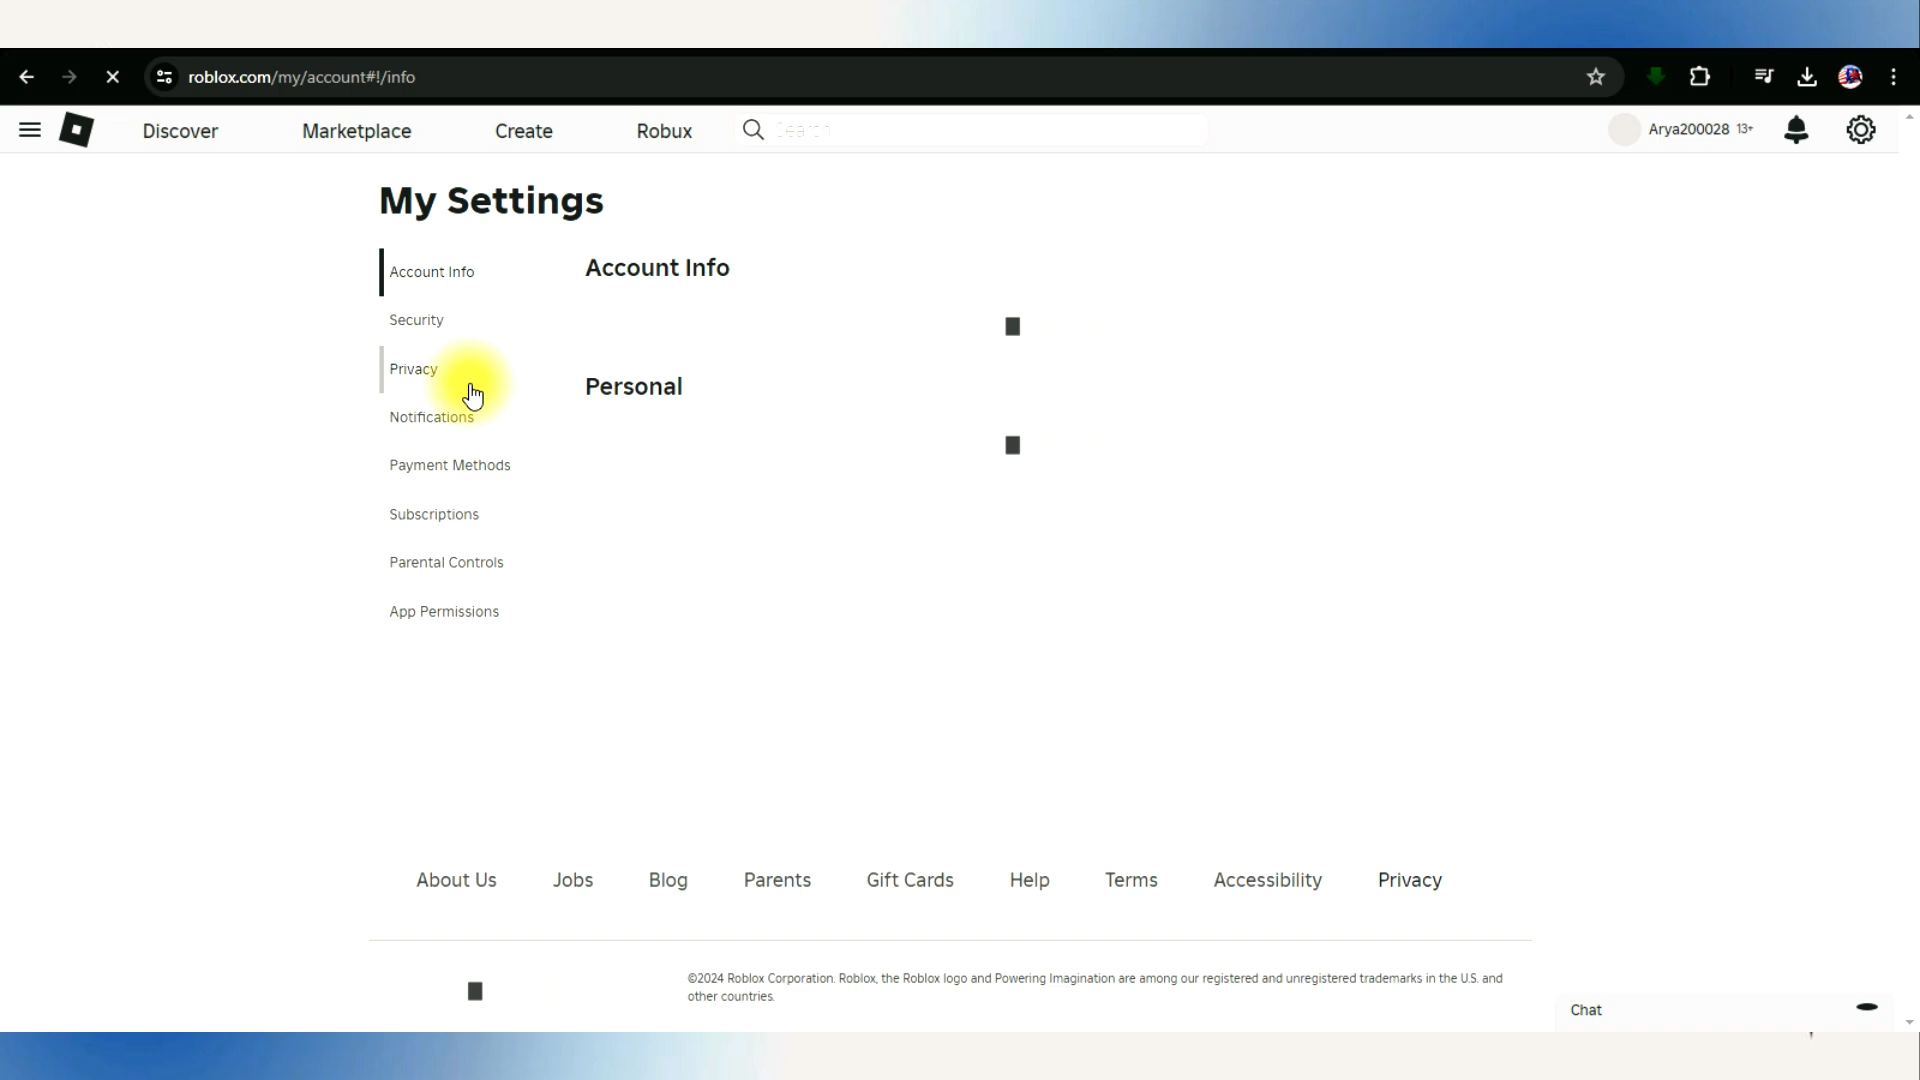 roblox.com/my/account#!/info
Discover Marketplace Create Robux Search Arya200028 13+
My Settings
Account Info
Security
Privacy
Notifications
Payment Methods
Subscriptions
Parental Controls
App Permissions
Account Info
Personal
About Us Jobs Blog Parents Gift Cards Help Terms Accessibility Privacy
©2024 Roblox Corporation. Roblox, the Roblox logo and Powering Imagination are among our registered and unregistered trademarks in the U.S. and
other countries.
Chat